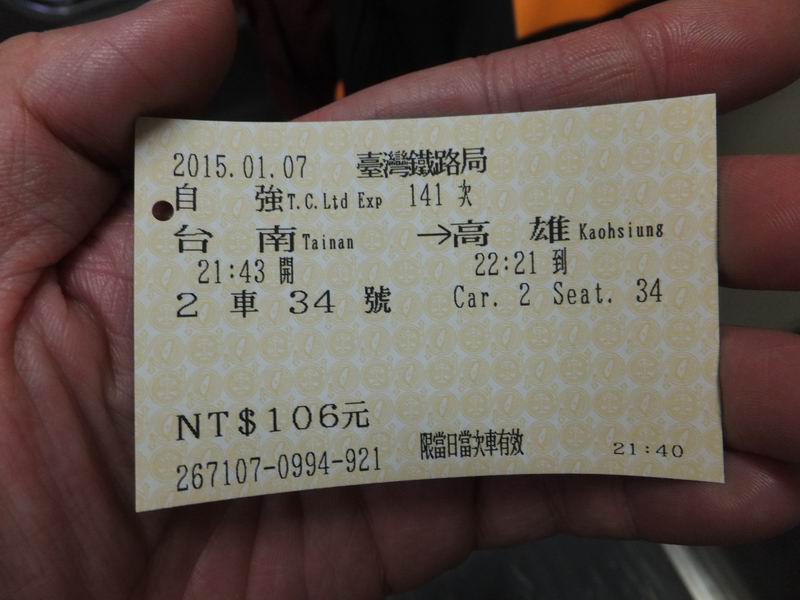 2015.01.07 臺灣鐵路局
自強 T.C.Ltd Exp 141 次
台南 Tainan →高雄 Kaohsiung
21:43 開 22:21 到
2 車 34 號 Car. 2 Seat. 34
NT$106元
267107-0994-921 限當日當次車有效 21:40